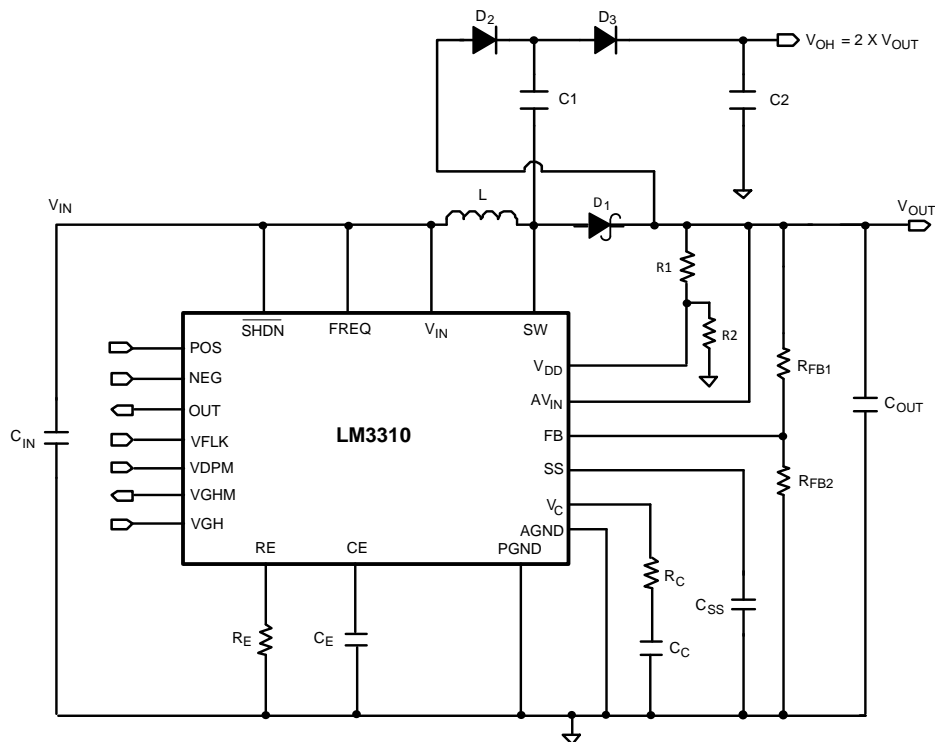 D2
D3
VOH = 2 X VOUT
C1
C2
VIN
L
D1
VOUT
R1
R2
SHDN
FREQ
VIN
SW
POS
NEG
OUT
VFLK
VDPM
VGHM
VGH
LM3310
VDD
AVIN
FB
SS
VC
AGND
PGND
RE
CE
CIN
RFB1
RFB2
COUT
RC
CC
CSS
RE
CE